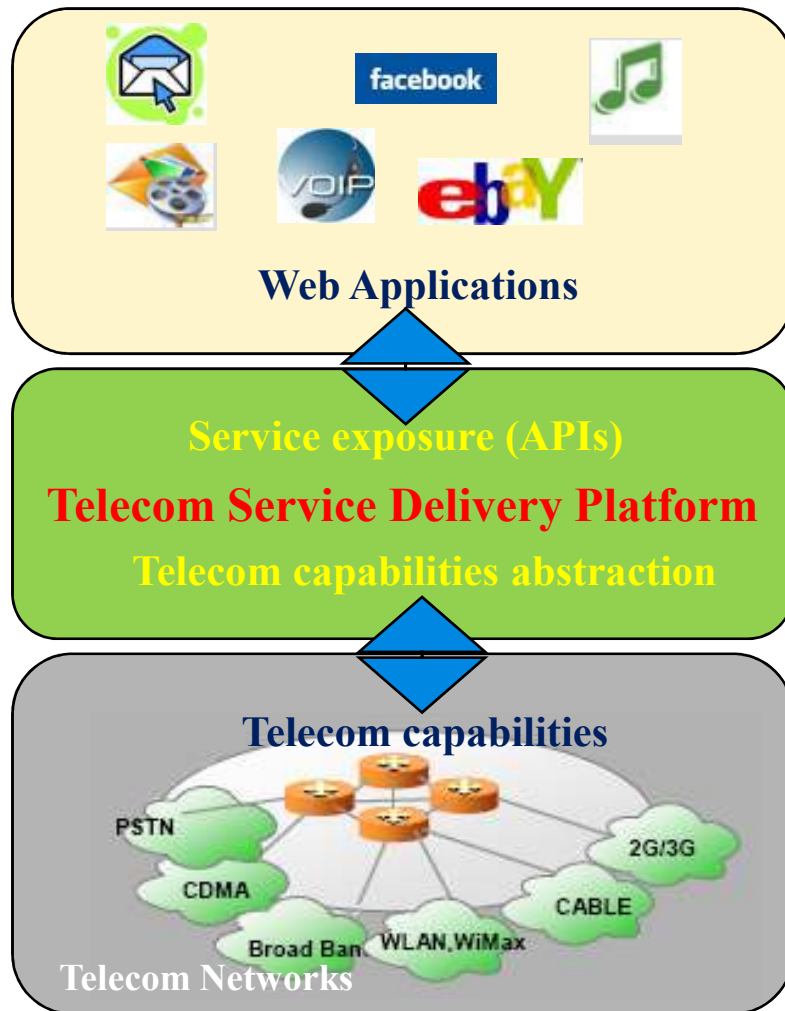 facebook
VOIP
ebaY
Web Applications
Service exposure (APIs)
Telecom Service Delivery Platform
Telecom capabilities abstraction
Telecom capabilities
PSTN
2G/3G
CDMA
CABLE
Broad Ban
WLAN,WiMax
Telecom Networks